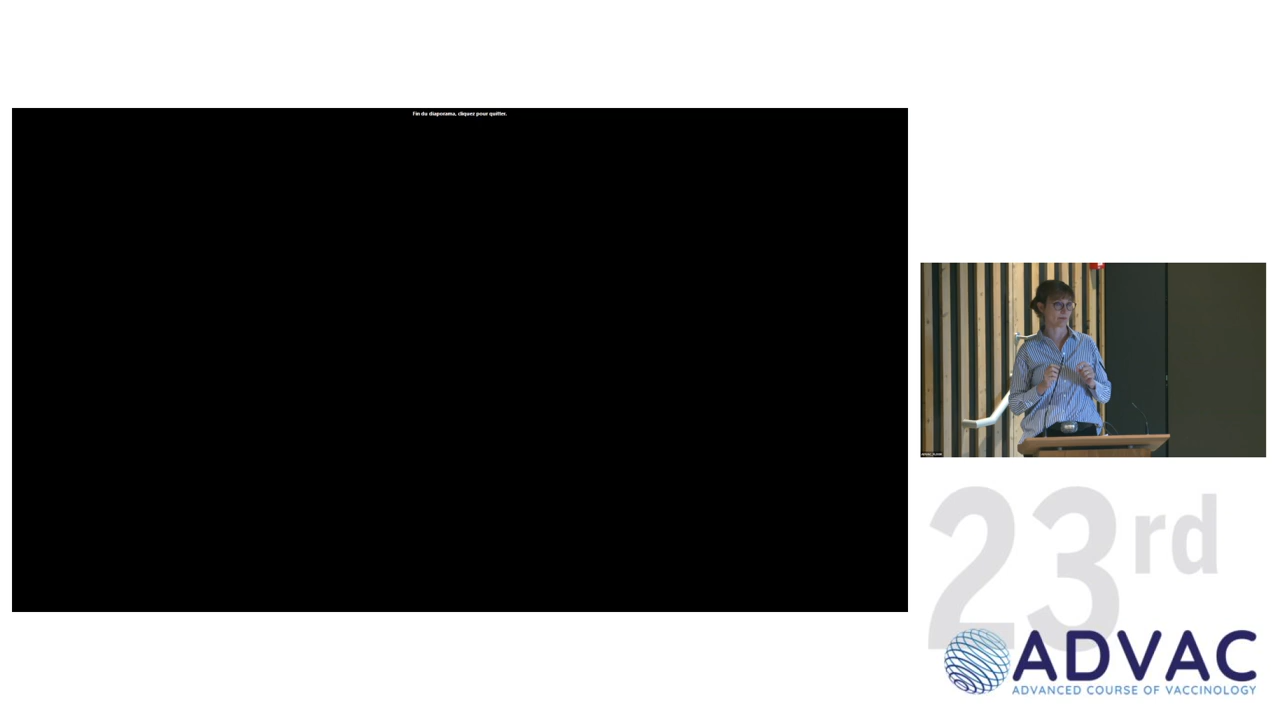 Fin du diaporama, cliquez pour quitter.
23rd
ADVAC
ADVANCED COURSE OF VACCINOLOGY